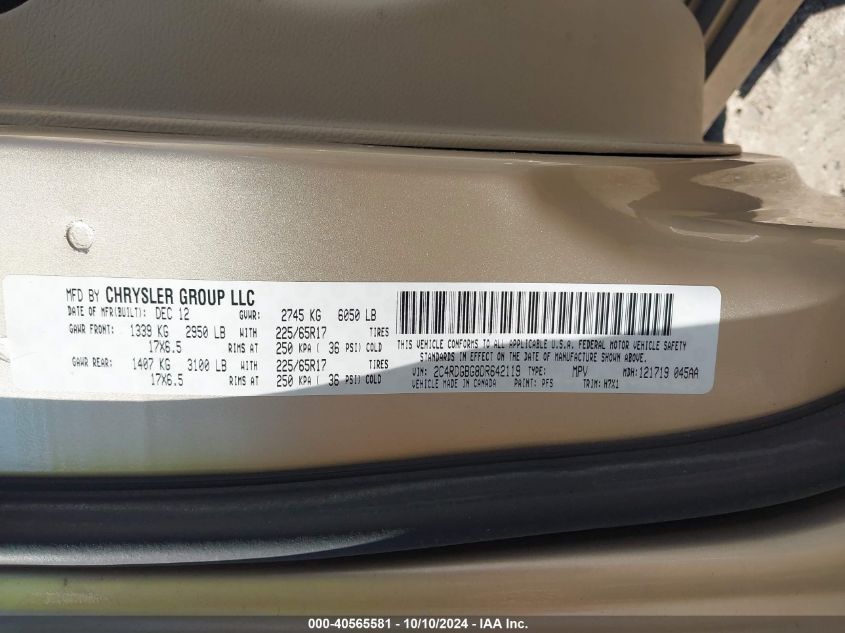 MFD BY CHRYSLER GROUP LLC
DATE OF MFR(BUILT): DEC 12 GVWR: 2745 KG 6050 LB
GAWR FRONT: 1339 KG 2950 LB WITH 225/65R17 TIRES
17X6.5 RIMS AT 250 KPA ( 36 PSI) COLD
GAWR REAR: 1407 KG 3100 LB WITH 225/65R17 TIRES
17X6.5 RIMS AT 250 KPA ( 36 PSI) COLD
THIS VEHICLE CONFORMS TO ALL APPLICABLE U.S.A. FEDERAL MOTOR VEHICLE SAFETY
STANDARDS IN EFFECT ON THE DATE OF MANUFACTURE SHOWN ABOVE.
VIN: 2C4RDGBG8DR642119 TYPE: MPV MDH:121719 045AA
VEHICLE MADE IN CANADA PAINT: PFS TRIM: H7X1
000-40565581 - 10/10/2024 - IAA Inc.